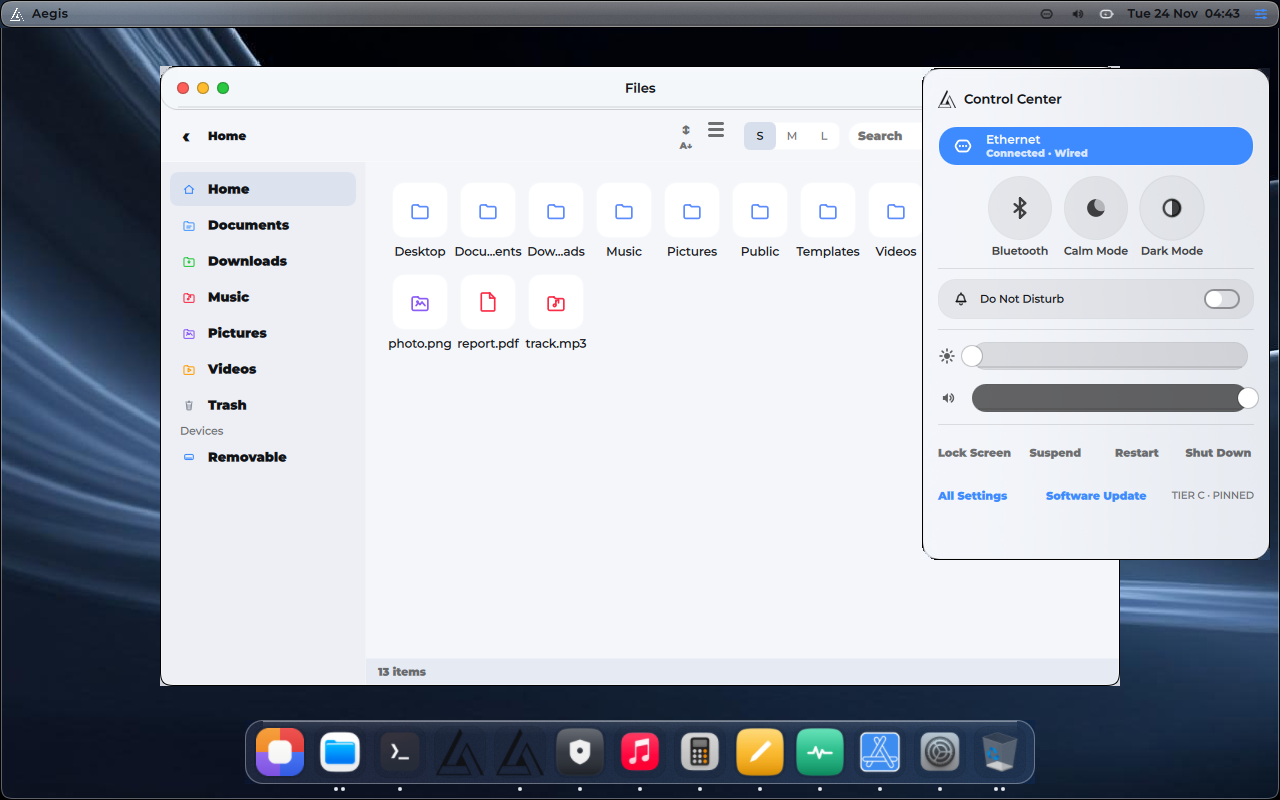 Aegis
Tue 24 Nov 04:43
Files
Home
A+
S M L
Search
Home
Documents
Downloads
Music
Pictures
Videos
Trash
Devices
Removable
Desktop Docu...ents Dow...ads Music Pictures Public Templates Videos
photo.png report.pdf track.mp3
13 items
Control Center
Ethernet
Connected · Wired
Bluetooth Calm Mode Dark Mode
Do Not Disturb
Lock Screen Suspend Restart Shut Down
All Settings Software Update TIER C · PINNED